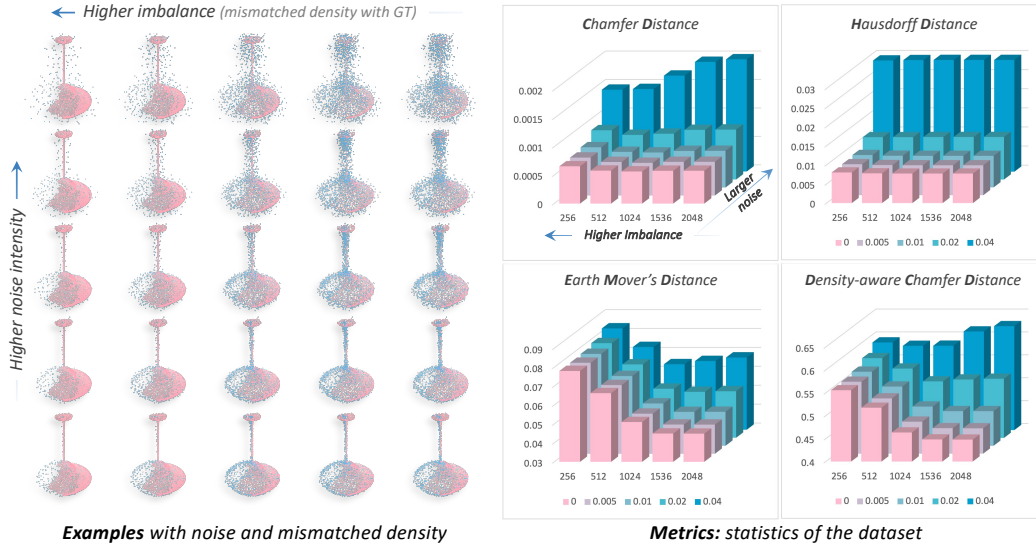 Higher imbalance (mismatched density with GT)
Higher noise intensity
Examples with noise and mismatched density
Chamfer Distance
0.002
0.0015
0.001
0.0005
0
256 512 1024 1536 2048
Larger noise
Higher Imbalance
Hausdorff Distance
0.03
0.025
0.02
0.015
0.01
0.005
0
256 512 1024 1536 2048
0 0.005 0.01 0.02 0.04
Earth Mover's Distance
0.09
0.08
0.07
0.06
0.05
0.04
0.03
256 512 1024 1536 2048
0 0.005 0.01 0.02 0.04
Density-aware Chamfer Distance
0.65
0.6
0.55
0.5
0.45
0.4
256 512 1024 1536 2048
0 0.005 0.01 0.02 0.04
Metrics: statistics of the dataset